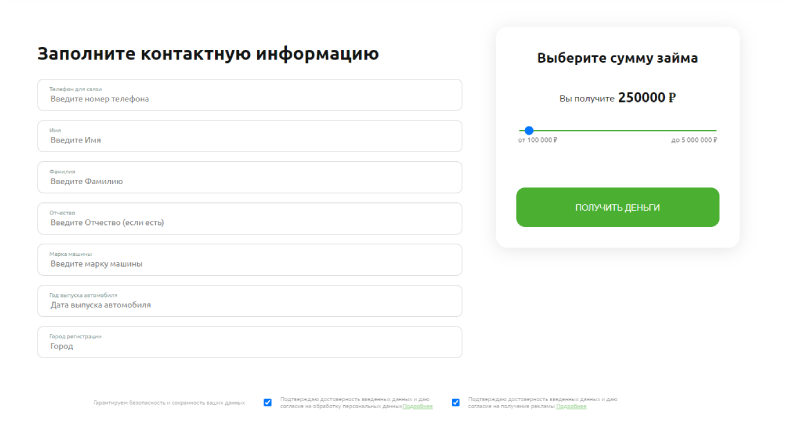 Заполните контактную информацию
Телефон для связи
Введите номер телефона
Имя
Введите Имя
Фамилия
Введите Фамилию
Отчество
Введите Отчество (если есть)
Марка машины
Введите марку машины
Год выпуска автомобиля
Дата выпуска автомобиля
Город регистрации
Город
Выберите сумму займа
Вы получите 250000 ₽
от 100 000 ₽
до 5 000 000 ₽
ПОЛУЧИТЬ ДЕНЬГИ
Гарантируем безопасность и сохранность ваших данных
Подтверждаю достоверность введенных данных и даю
согласие на обработку персональных данных Подробнее
Подтверждаю достоверность введенных данных и даю
согласие на получение рекламы Подробнее